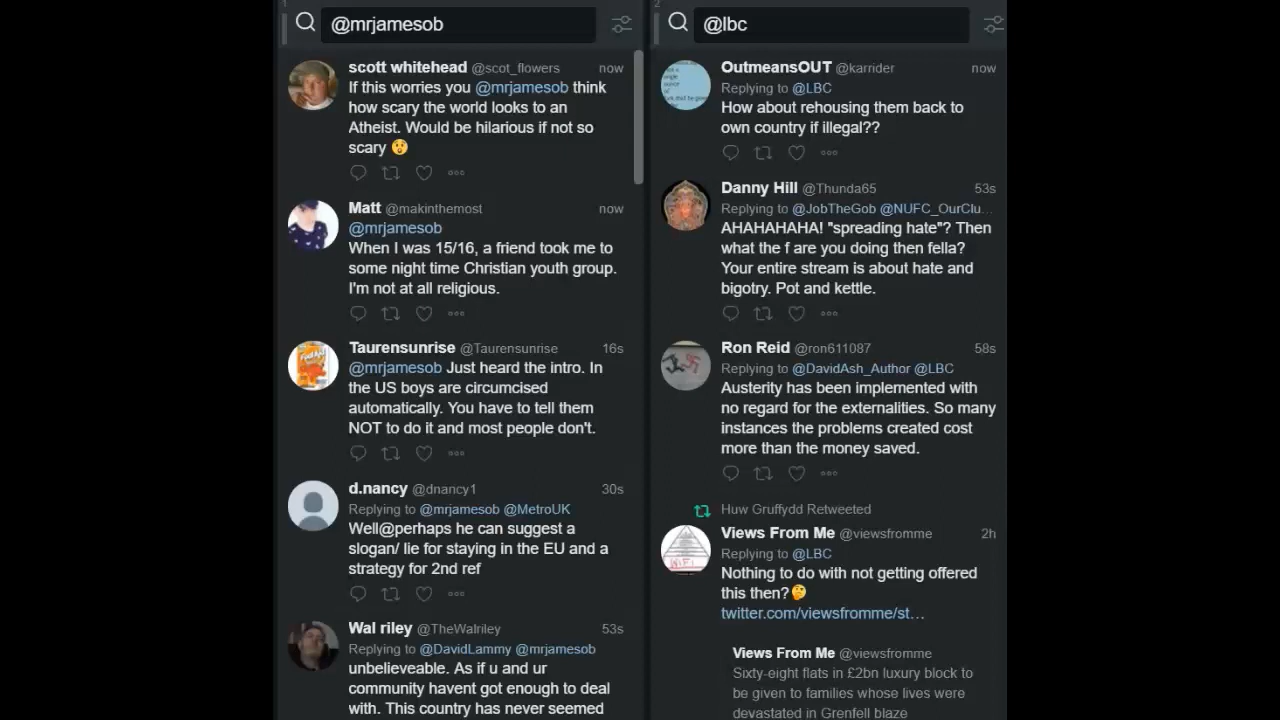 1
@mrjamesob
scott whitehead @scot_flowers now
If this worries you @mrjamesob think
how scary the world looks to an
Atheist. Would be hilarious if not so
scary 😲
Matt @makinthemost now
@mrjamesob
When I was 15/16, a friend took me to
some night time Christian youth group.
I'm not at all religious.
Taurensunrise @Taurensunrise 16s
@mrjamesob Just heard the intro. In
the US boys are circumcised
automatically. You have to tell them
NOT to do it and most people don't.
d.nancy @dnancy1 30s
Replying to @mrjamesob @MetroUK
Well@perhaps he can suggest a
slogan/ lie for staying in the EU and a
strategy for 2nd ref
Wal riley @TheWalriley 53s
Replying to @DavidLammy @mrjamesob
unbelieveable. As if u and ur
community havent got enough to deal
with. This country has never seemed
2
@lbc
OutmeansOUT @karrider now
Replying to @LBC
How about rehousing them back to
own country if illegal??
Danny Hill @Thunda65 53s
Replying to @JobTheGob @NUFC_OurClu…
AHAHAHAHA! "spreading hate"? Then
what the f are you doing then fella?
Your entire stream is about hate and
bigotry. Pot and kettle.
Ron Reid @ron611087 58s
Replying to @DavidAsh_Author @LBC
Austerity has been implemented with
no regard for the externalities. So many
instances the problems created cost
more than the money saved.
Huw Gruffydd Retweeted
Views From Me @viewsfromme 2h
Replying to @LBC
Nothing to do with not getting offered
this then?🤔
twitter.com/viewsfromme/st…
Views From Me @viewsfromme
Sixty-eight flats in £2bn luxury block to
be given to families whose lives were
devastated in Grenfell blaze